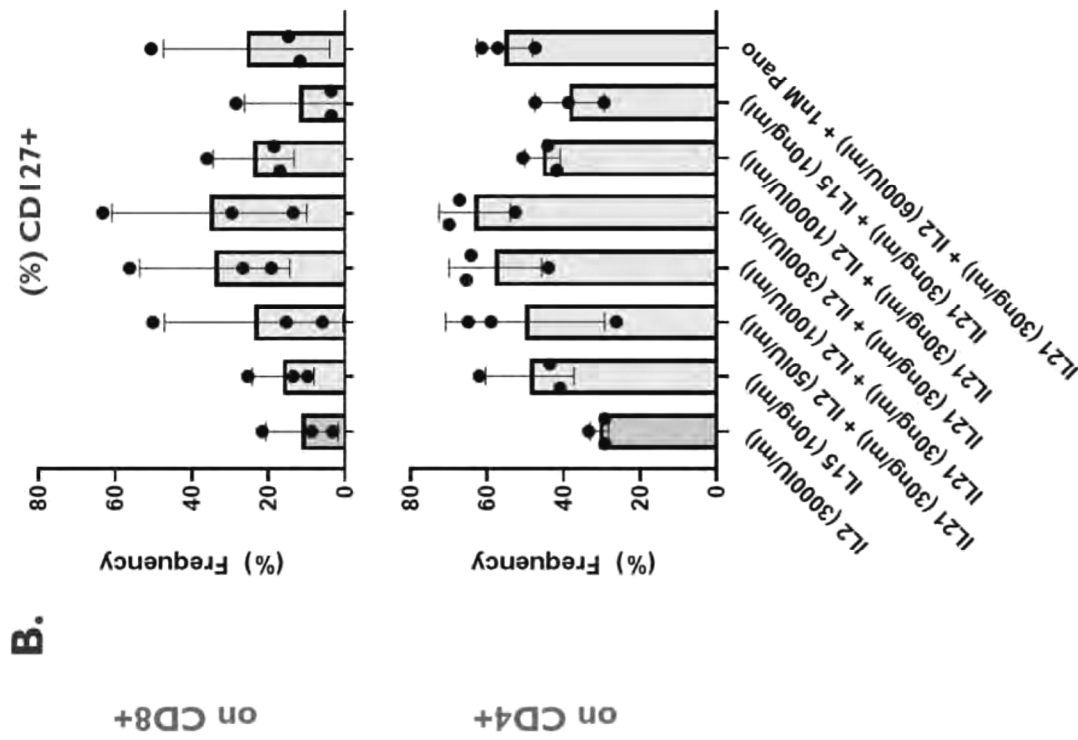 B.
(%) CD127+
on CD8+
(%) Frequency
80
60
40
20
0
on CD4+
(%) Frequency
80
60
40
20
0
IL2 (3000IU/ml)
IL15 (10ng/ml)
IL21 (30ng/ml) + IL2 (50IU/ml)
IL21 (30ng/ml) + IL2 (100IU/ml)
IL21 (30ng/ml) + IL2 (300IU/ml)
IL21 (30ng/ml) + IL2 (1000IU/ml)
IL21 (30ng/ml) + IL15 (10ng/ml)
IL21 (30ng/ml) + IL2 (600IU/ml) + 1nM Pano